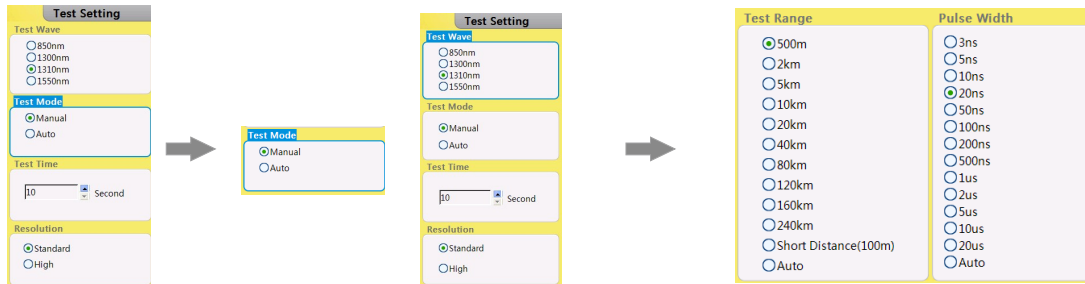 Test Setting
Test Wave
850nm
1300nm
1310nm
1550nm
Test Mode
Manual
Auto
Test Time
10 Second
Resolution
Standard
High
Test Mode
Manual
Auto
Test Setting
Test Wave
850nm
1300nm
1310nm
1550nm
Test Mode
Manual
Auto
Test Time
10 Second
Resolution
Standard
High
Test Range
500m
2km
5km
10km
20km
40km
80km
120km
160km
240km
Short Distance(100m)
Auto
Pulse Width
3ns
5ns
10ns
20ns
50ns
100ns
200ns
500ns
1us
2us
5us
10us
20us
Auto